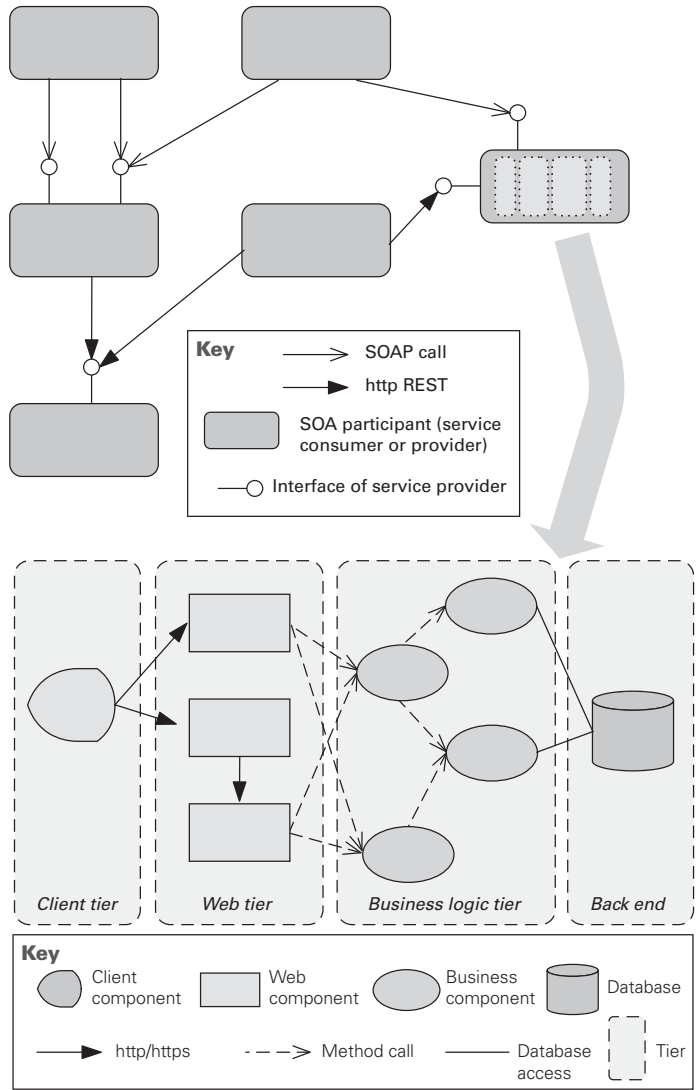 Key
SOAP call
http REST
SOA participant (service
consumer or provider)
Interface of service provider
Client tier
Web tier
Business logic tier
Back end
Key
Client
component
Web
component
Business
component
Database
http/https
Method call
Database
access
Tier